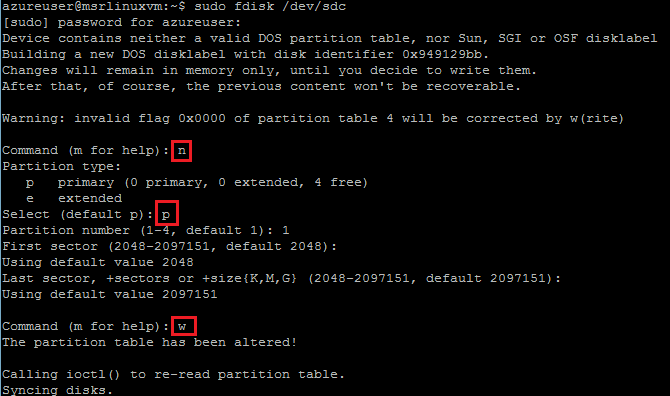 azureuser@msrlinuxvm:~$ sudo fdisk /dev/sdc
[sudo] password for azureuser:
Device contains neither a valid DOS partition table, nor Sun, SGI or OSF disklabel
Building a new DOS disklabel with disk identifier 0x949129bb.
Changes will remain in memory only, until you decide to write them.
After that, of course, the previous content won't be recoverable.

Warning: invalid flag 0x0000 of partition table 4 will be corrected by w(rite)

Command (m for help): n
Partition type:
   p   primary (0 primary, 0 extended, 4 free)
   e   extended
Select (default p): p
Partition number (1-4, default 1): 1
First sector (2048-2097151, default 2048):
Using default value 2048
Last sector, +sectors or +size{K,M,G} (2048-2097151, default 2097151):
Using default value 2097151

Command (m for help): w
The partition table has been altered!

Calling ioctl() to re-read partition table.
Syncing disks.